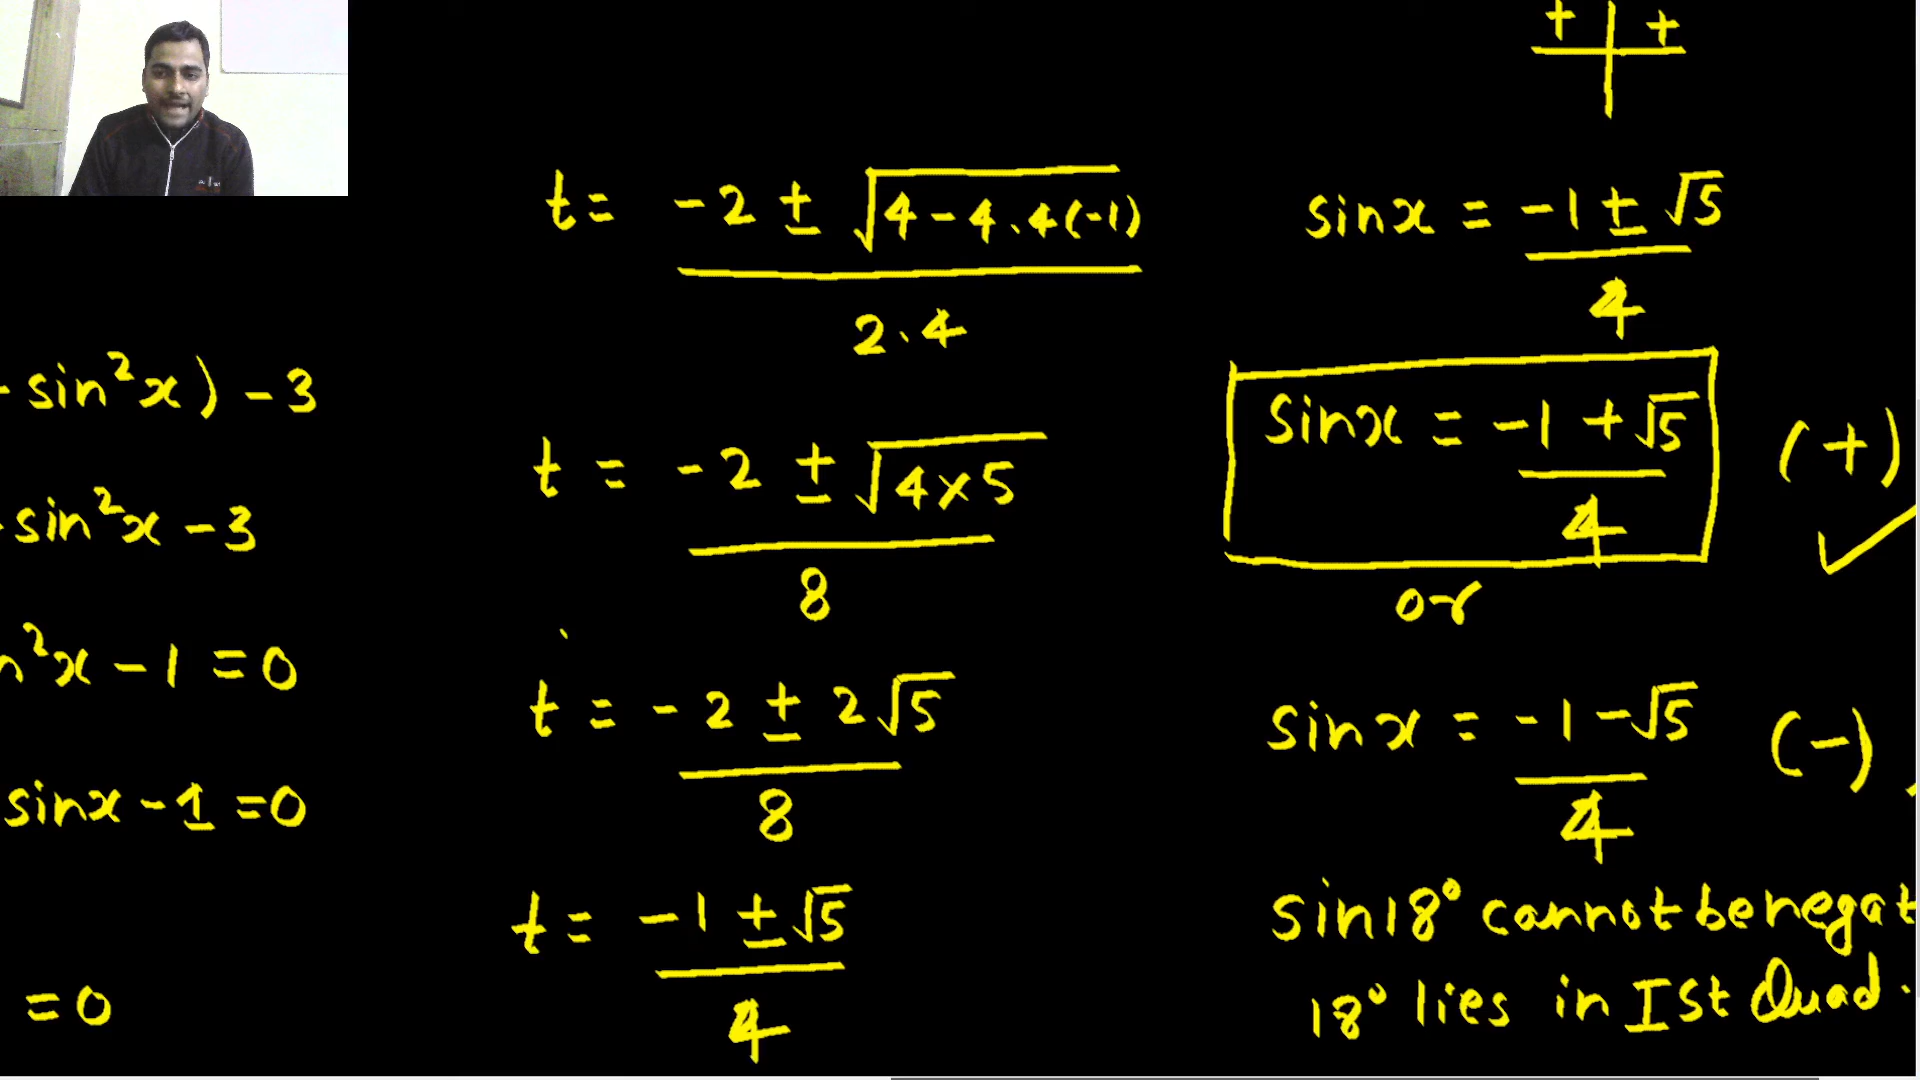 - sin²x) - 3
- sin²x - 3
n²x - 1 = 0
sinx - 1 = 0
= 0
t = -2 ± √4 - 4.4(-1)
2.4
t = -2 ± √4×5
8
t = -2 ± 2√5
8
t = -1 ± √5
4
+ +
sinx = -1 ± √5
4
Sinx = -1 + √5 (+) ✓
4
or
sinx = -1 - √5 (-)
4
sin18° cannot be negat
18° lies in Ist Quad.